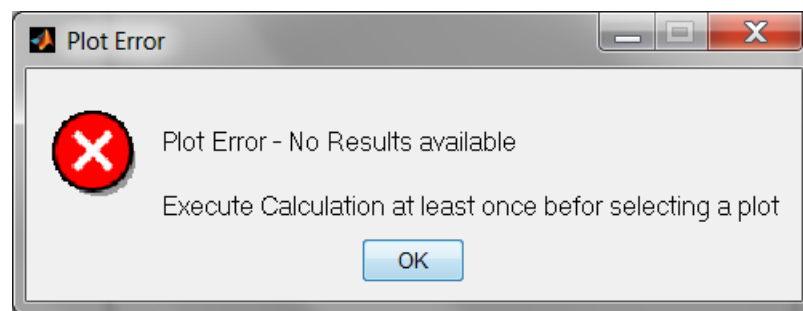 Plot Error
Plot Error - No Results available
Execute Calculation at least once befor selecting a plot
OK